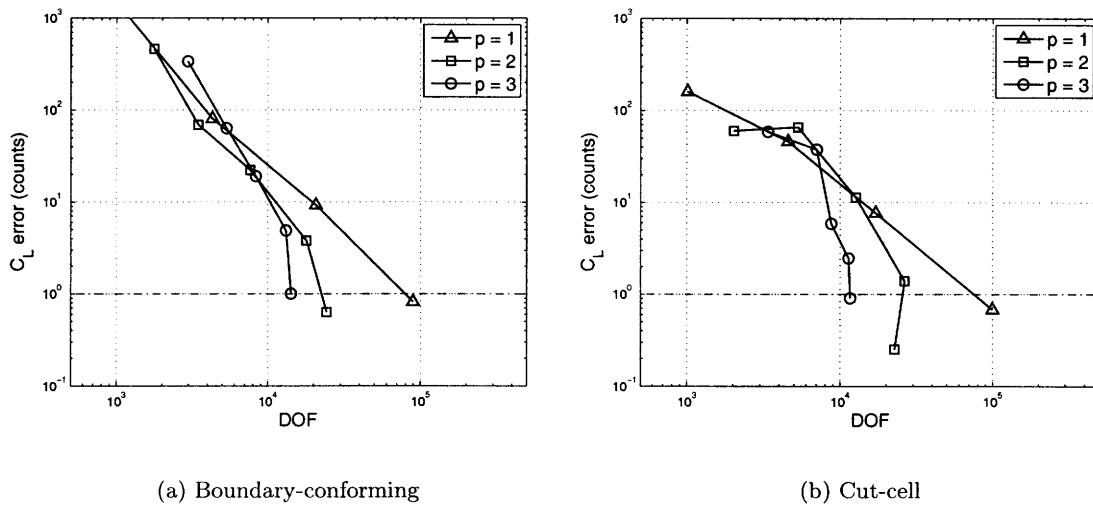 10³
10²
10¹
10⁰
10⁻¹
C_L error (counts)
10³
10⁴
10⁵
DOF
p = 1
p = 2
p = 3
(a) Boundary-conforming
10³
10²
10¹
10⁰
10⁻¹
C_L error (counts)
10³
10⁴
10⁵
DOF
p = 1
p = 2
p = 3
(b) Cut-cell